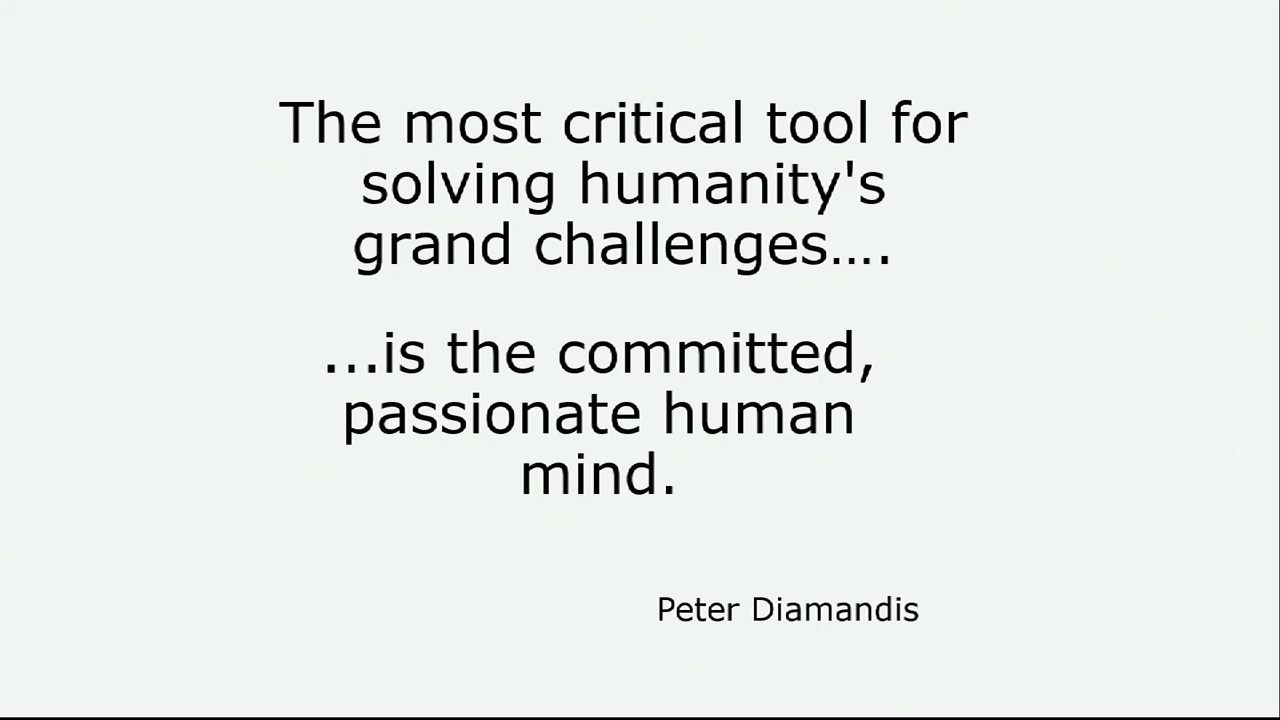 The most critical tool for
solving humanity's
grand challenges….
...is the committed,
passionate human
mind.
Peter Diamandis